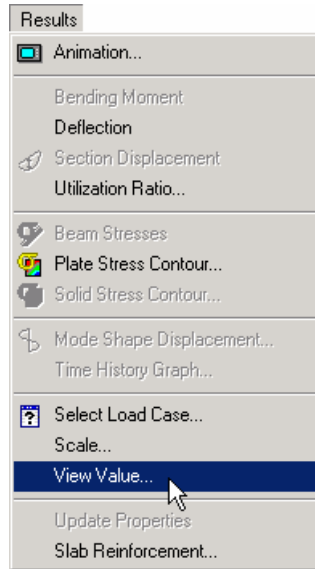 Results
Animation...
Bending Moment
Deflection
Section Displacement
Utilization Ratio...
Beam Stresses
Plate Stress Contour...
Solid Stress Contour...
Mode Shape Displacement...
Time History Graph...
Select Load Case...
Scale...
View Value...
Update Properties
Slab Reinforcement...